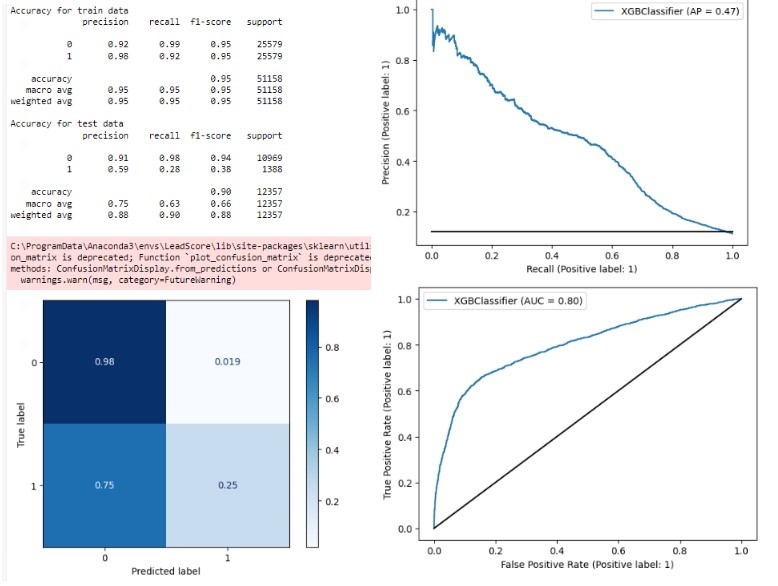 Accuracy for train data
precision recall f1-score support
0 0.92 0.99 0.95 25579
1 0.98 0.92 0.95 25579
accuracy 0.95 51158
macro avg 0.95 0.95 0.95 51158
weighted avg 0.95 0.95 0.95 51158
Accuracy for test data
precision recall f1-score support
0 0.91 0.98 0.94 10969
1 0.59 0.28 0.38 1388
accuracy 0.90 12357
macro avg 0.75 0.63 0.66 12357
weighted avg 0.88 0.90 0.88 12357
C:\ProgramData\Anaconda3\envs\LeadScore\lib\site-packages\sklearn\util
on_matrix is deprecated; Function `plot_confusion_matrix` is deprecate
methods: ConfusionMatrixDisplay.from_predictions or ConfusionMatrixDis
warnings.warn(msg, category=FutureWarning)
True label
0
1
0.98 0.019
0.75 0.25
0 1
Predicted label
0.8
0.6
0.4
0.2
XGBClassifier (AP = 0.47)
Precision (Positive label: 1)
1.0
0.8
0.6
0.4
0.2
0.0 0.2 0.4 0.6 0.8 1.0
Recall (Positive label: 1)
XGBClassifier (AUC = 0.80)
True Positive Rate (Positive label: 1)
1.0
0.8
0.6
0.4
0.2
0.0
0.0 0.2 0.4 0.6 0.8 1.0
False Positive Rate (Positive label: 1)